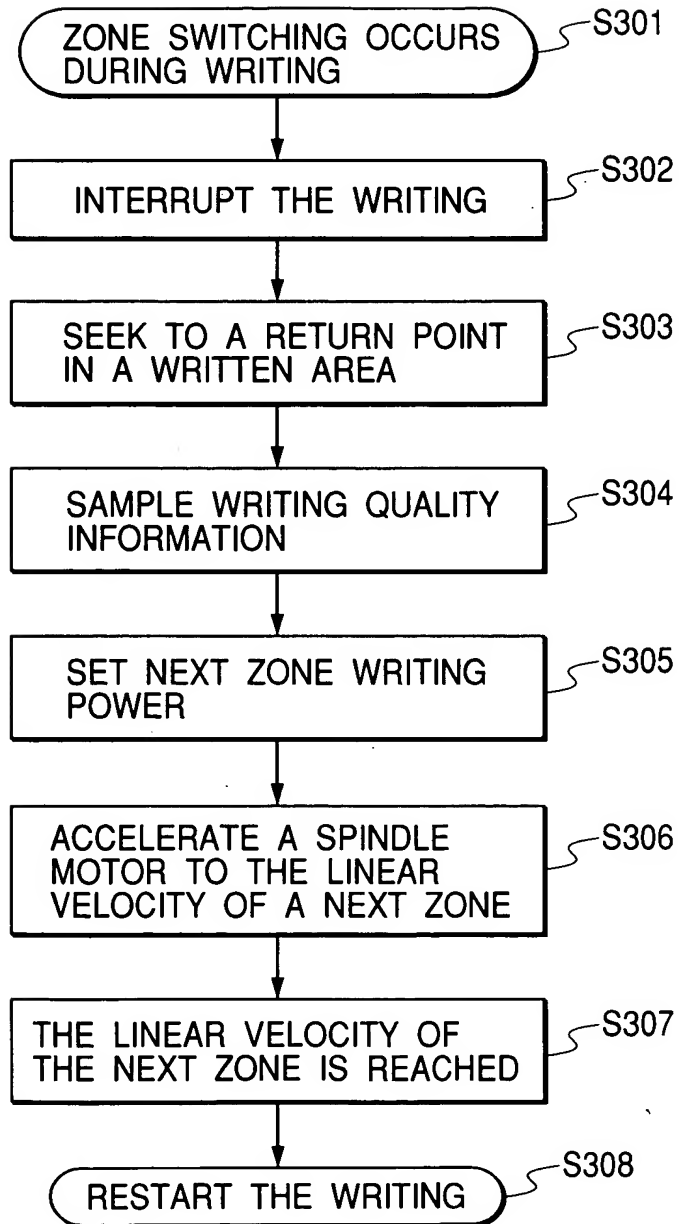 ZONE SWITCHING OCCURS
DURING WRITING
S301
INTERRUPT THE WRITING
S302
SEEK TO A RETURN POINT
IN A WRITTEN AREA
S303
SAMPLE WRITING QUALITY
INFORMATION
S304
SET NEXT ZONE WRITING
POWER
S305
ACCELERATE A SPINDLE
MOTOR TO THE LINEAR
VELOCITY OF A NEXT ZONE
S306
THE LINEAR VELOCITY OF
THE NEXT ZONE IS REACHED
S307
RESTART THE WRITING
S308